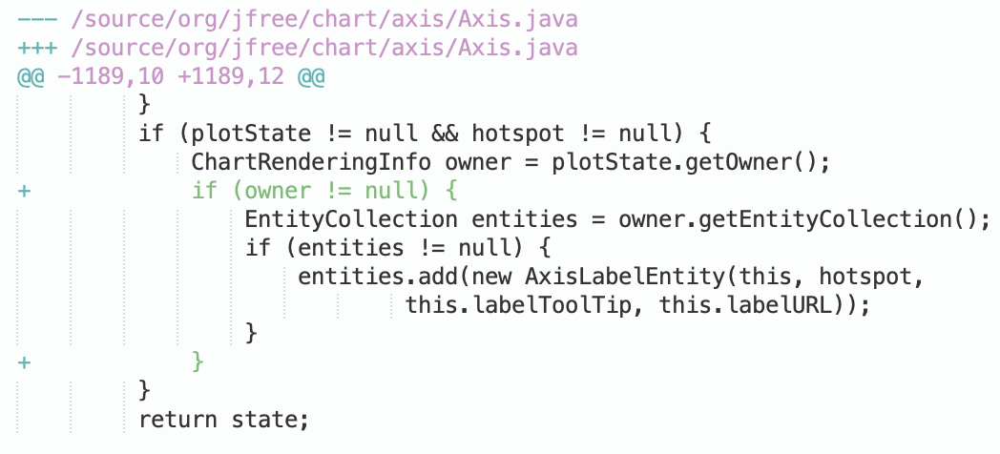 --- /source/org/jfree/chart/axis/Axis.java
+++ /source/org/jfree/chart/axis/Axis.java
@@ -1189,10 +1189,12 @@
         }
         if (plotState != null && hotspot != null) {
             ChartRenderingInfo owner = plotState.getOwner();
+            if (owner != null) {
                 EntityCollection entities = owner.getEntityCollection();
                 if (entities != null) {
                     entities.add(new AxisLabelEntity(this, hotspot,
                             this.labelToolTip, this.labelURL));
                 }
+            }
         }
         return state;